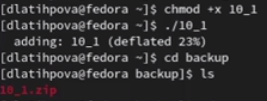 [dlatihpova@fedora ~]$ chmod +x 10_1
[dlatihpova@fedora ~]$ ./10_1
  adding: 10_1 (deflated 23%)
[dlatihpova@fedora ~]$ cd backup
[dlatihpova@fedora backup]$ ls
10_1.zip